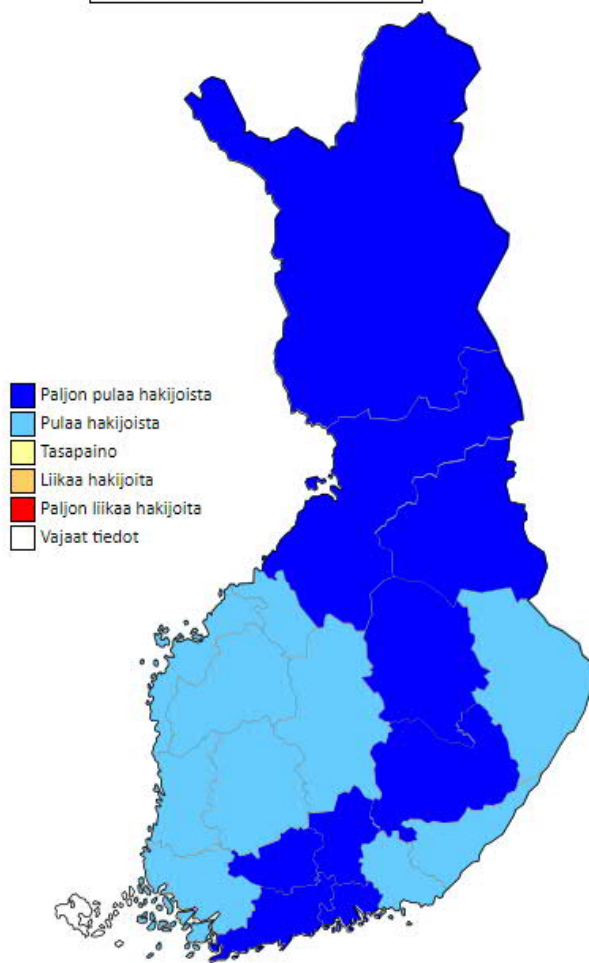 Paljon pulaa hakijoista
Pulaa hakijoista
Tasapaino
Liikaa hakijoita
Paljon liikaa hakijoita
Vajaat tiedot